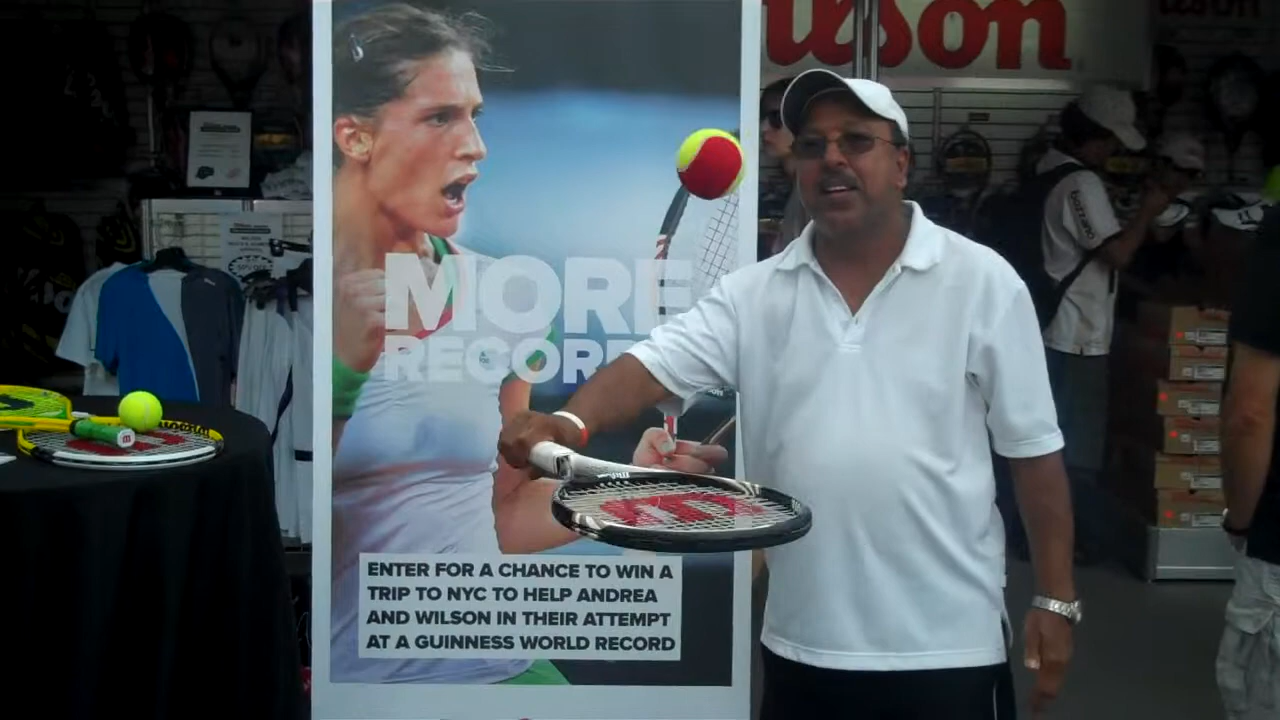 Wilson
MORE
RECOR
ENTER FOR A CHANCE TO WIN A
TRIP TO NYC TO HELP ANDREA
AND WILSON IN THEIR ATTEMPT
AT A GUINNESS WORLD RECORD